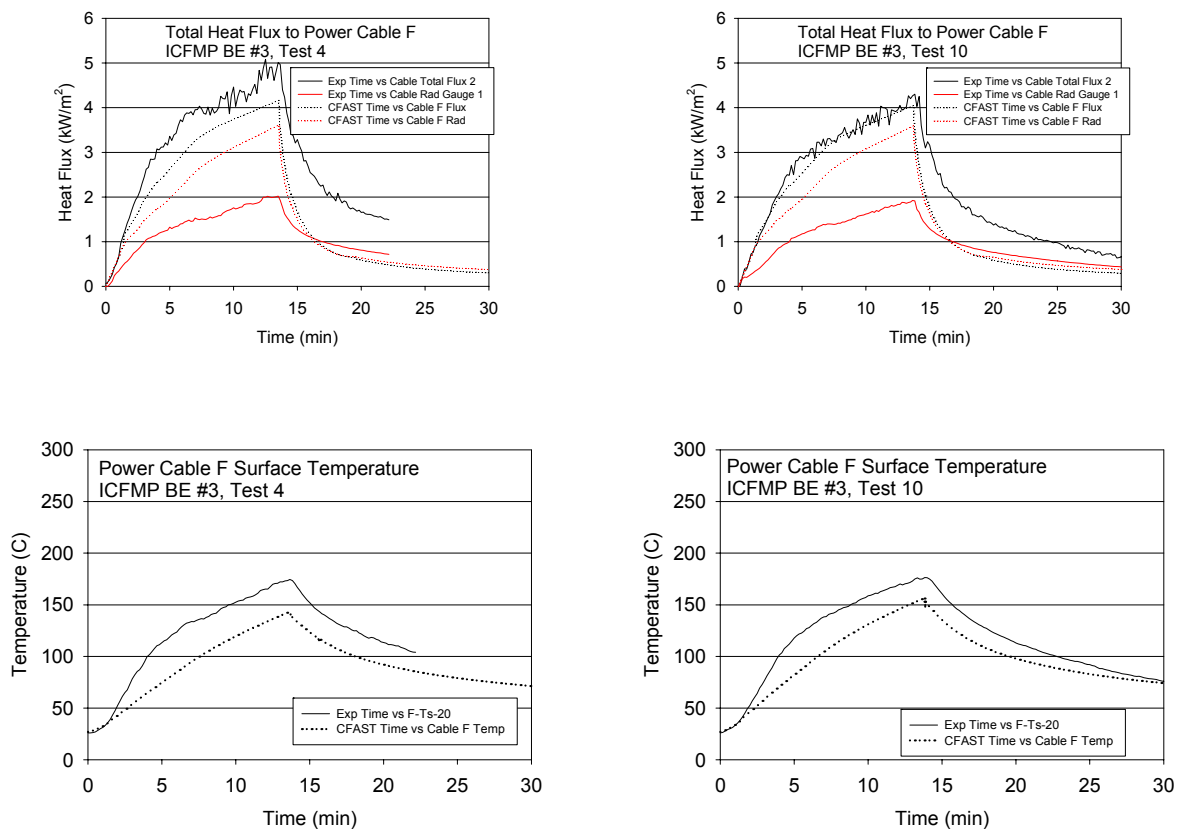 Total Heat Flux to Power Cable F
ICFMP BE #3, Test 4
Exp Time vs Cable Total Flux 2
Exp Time vs Cable Rad Gauge 1
CFAST Time vs Cable F Flux
CFAST Time vs Cable F Rad
Heat Flux (kW/m²)
6
5
4
3
2
1
0
0 5 10 15 20 25 30
Time (min)
Total Heat Flux to Power Cable F
ICFMP BE #3, Test 10
Exp Time vs Cable Total Flux 2
Exp Time vs Cable Rad Gauge 1
CFAST Time vs Cable F Flux
CFAST Time vs Cable F Rad
Heat Flux (kW/m²)
6
5
4
3
2
1
0
0 5 10 15 20 25 30
Time (min)
Power Cable F Surface Temperature
ICFMP BE #3, Test 4
Temperature (C)
300
250
200
150
100
50
0
Exp Time vs F-Ts-20
CFAST Time vs Cable F Temp
0 5 10 15 20 25 30
Time (min)
Power Cable F Surface Temperature
ICFMP BE #3, Test 10
Temperature (C)
300
250
200
150
100
50
0
Exp Time vs F-Ts-20
CFAST Time vs Cable F Temp
0 5 10 15 20 25 30
Time (min)